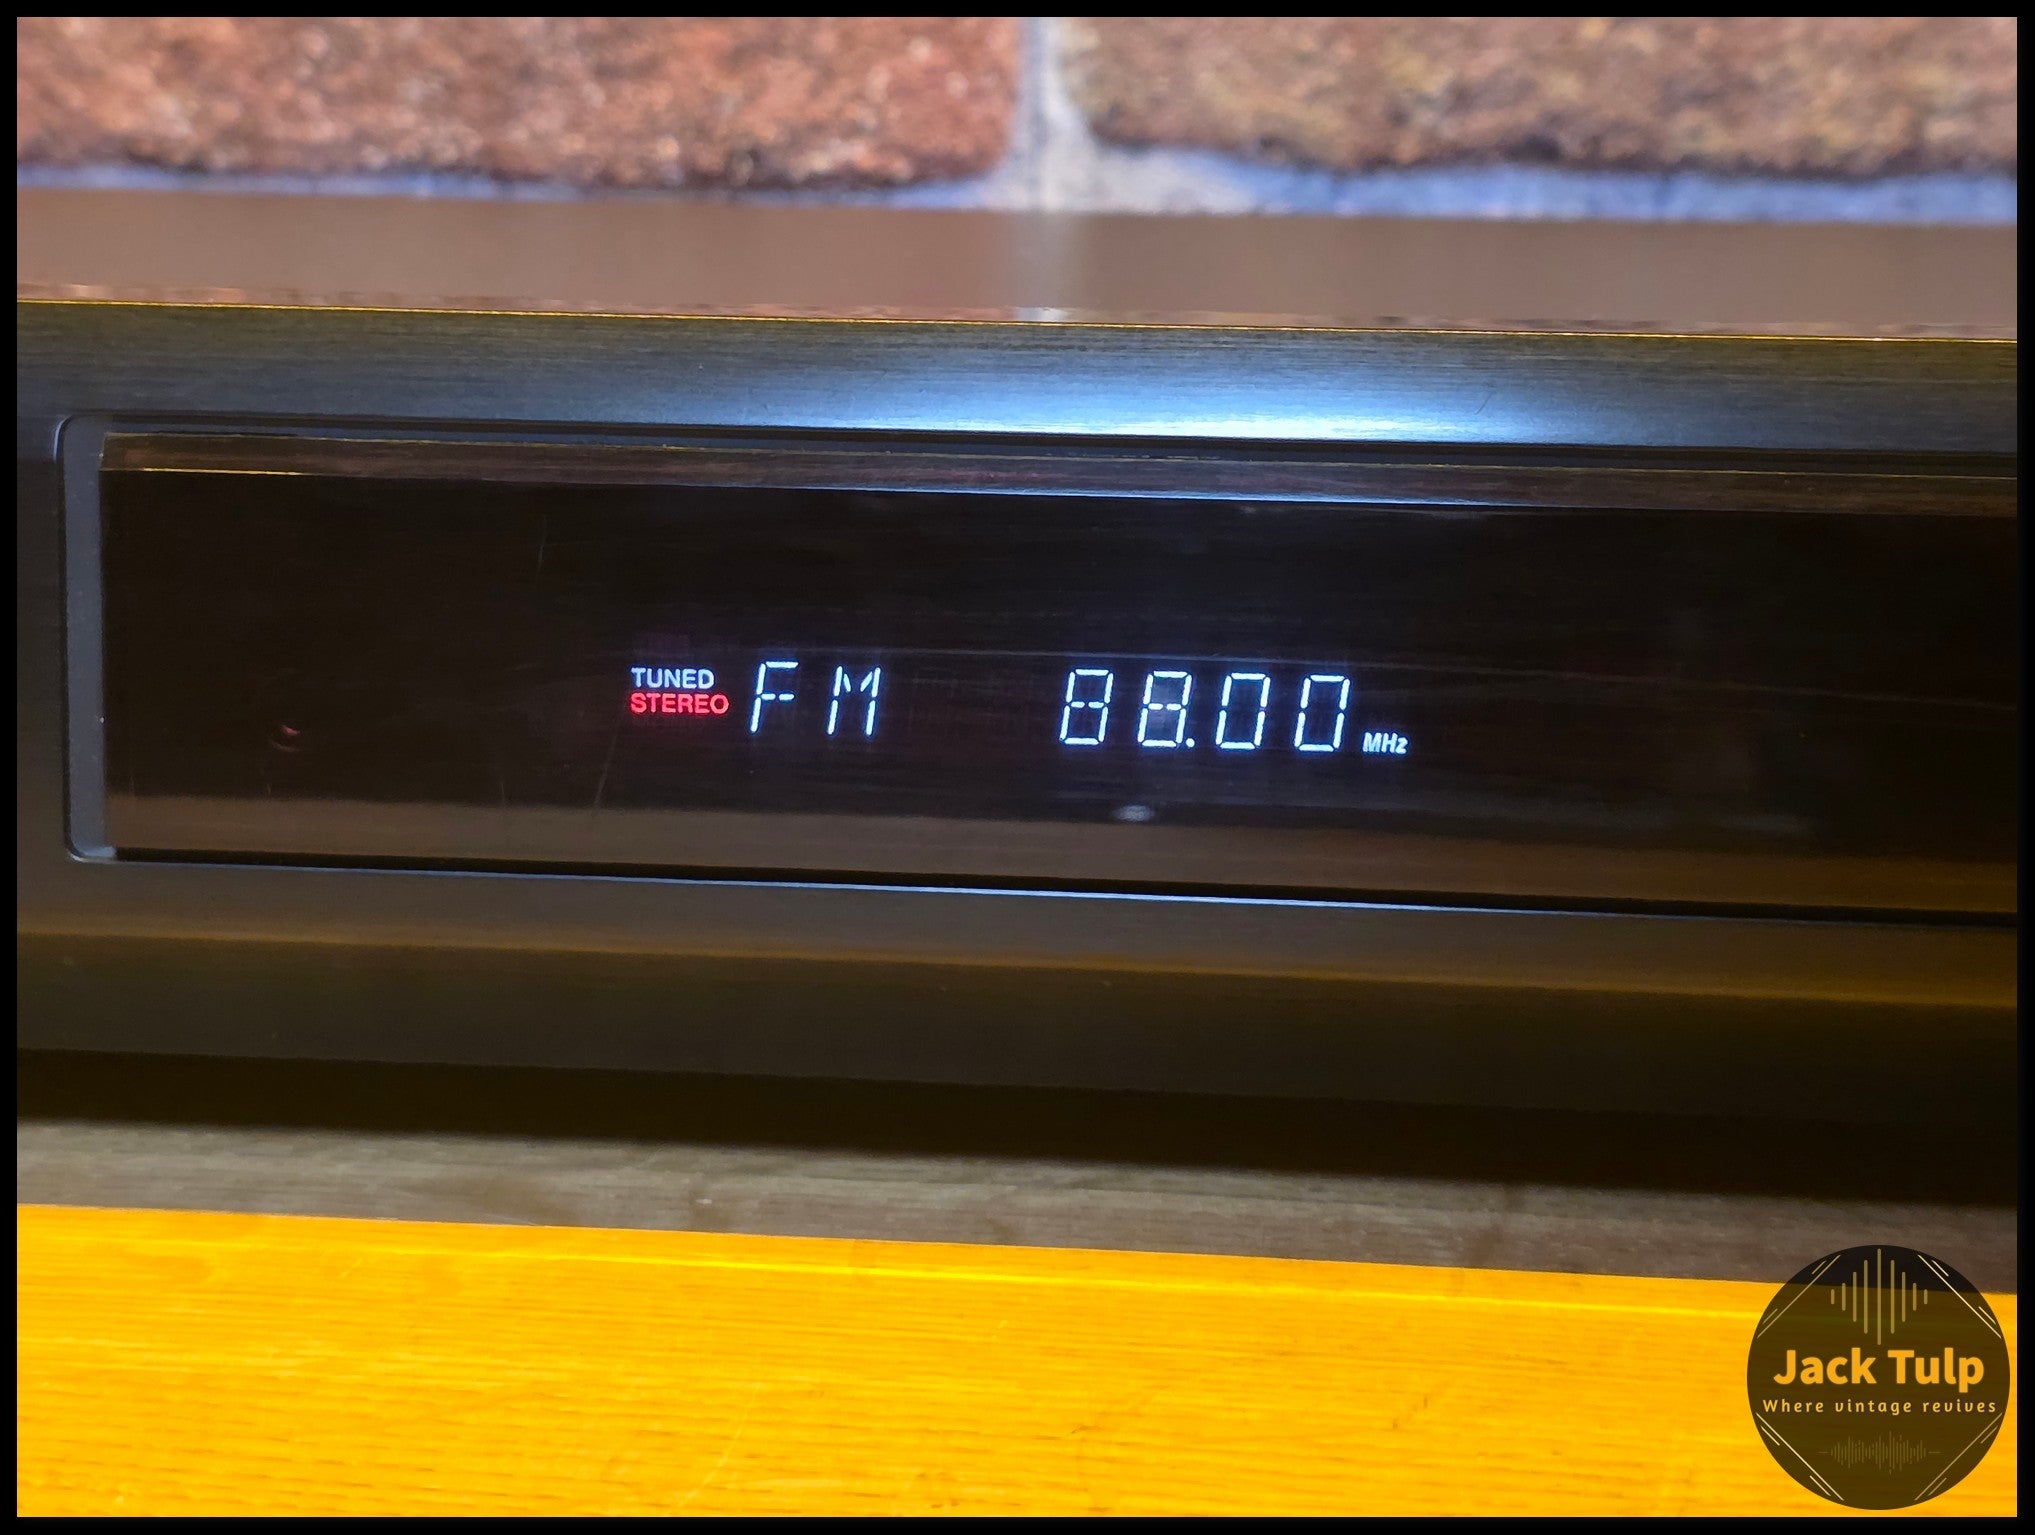 TUNED
STEREO
FM 88.00 MHz
Jack Tulp
Where vintage revives